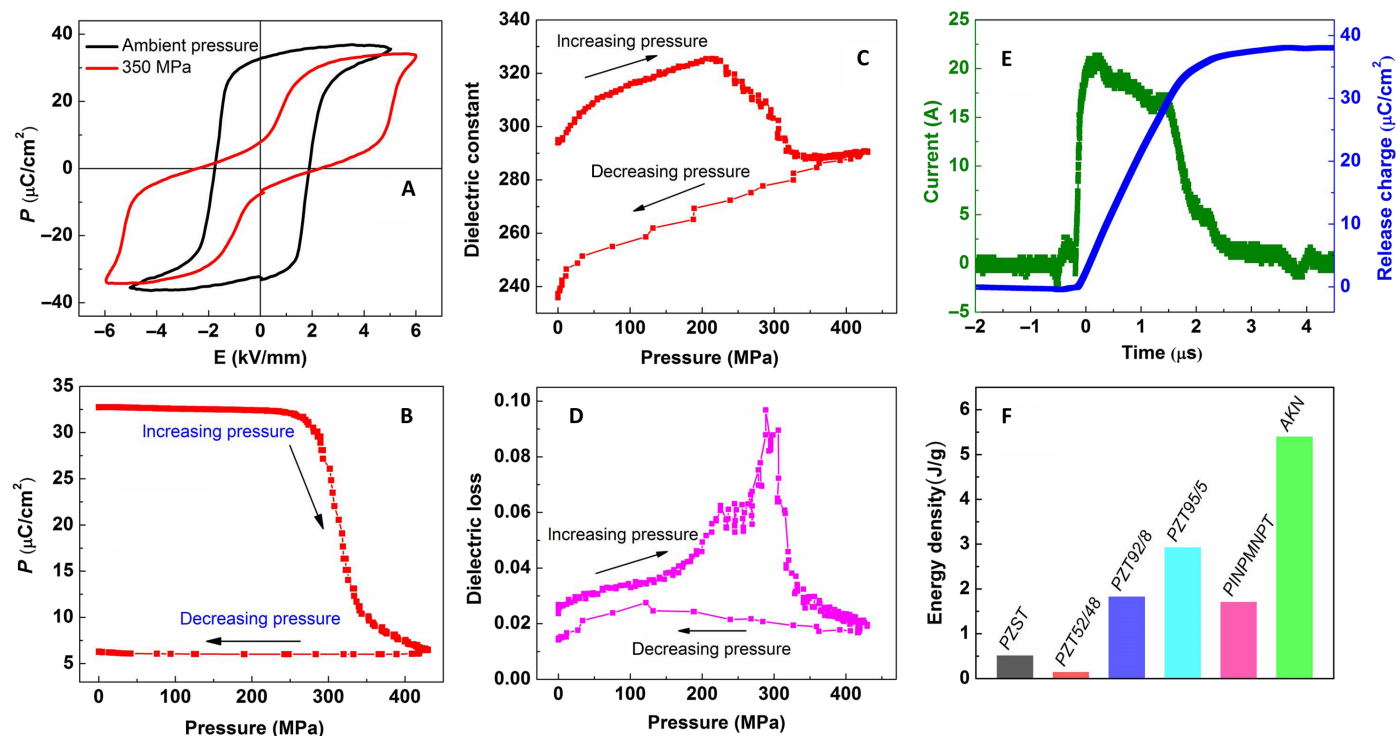 40
20
0
−20
−40
P (μC/cm²)
Ambient pressure
350 MPa
A
−6
−4
−2
0
2
4
6
E (kV/mm)
340
320
300
280
260
240
Dielectric constant
Increasing pressure
C
Decreasing pressure
0
100
200
300
400
Pressure (MPa)
25
20
15
10
5
0
−5
Current (A)
E
40
30
20
10
0
Release charge (μC/cm²)
−2
−1
0
1
2
3
4
Time (μs)
35
30
25
20
15
10
5
P (μC/cm²)
B
Increasing pressure
Decreasing pressure
0
100
200
300
400
Pressure (MPa)
0.10
0.08
0.06
0.04
0.02
0.00
Dielectric loss
D
Increasing pressure
Decreasing pressure
0
100
200
300
400
Pressure (MPa)
6
5
4
3
2
1
0
Energy density(J/g)
PZST
PZT52/48
PZT92/8
PZT95/5
PINPMNPT
AKN
F